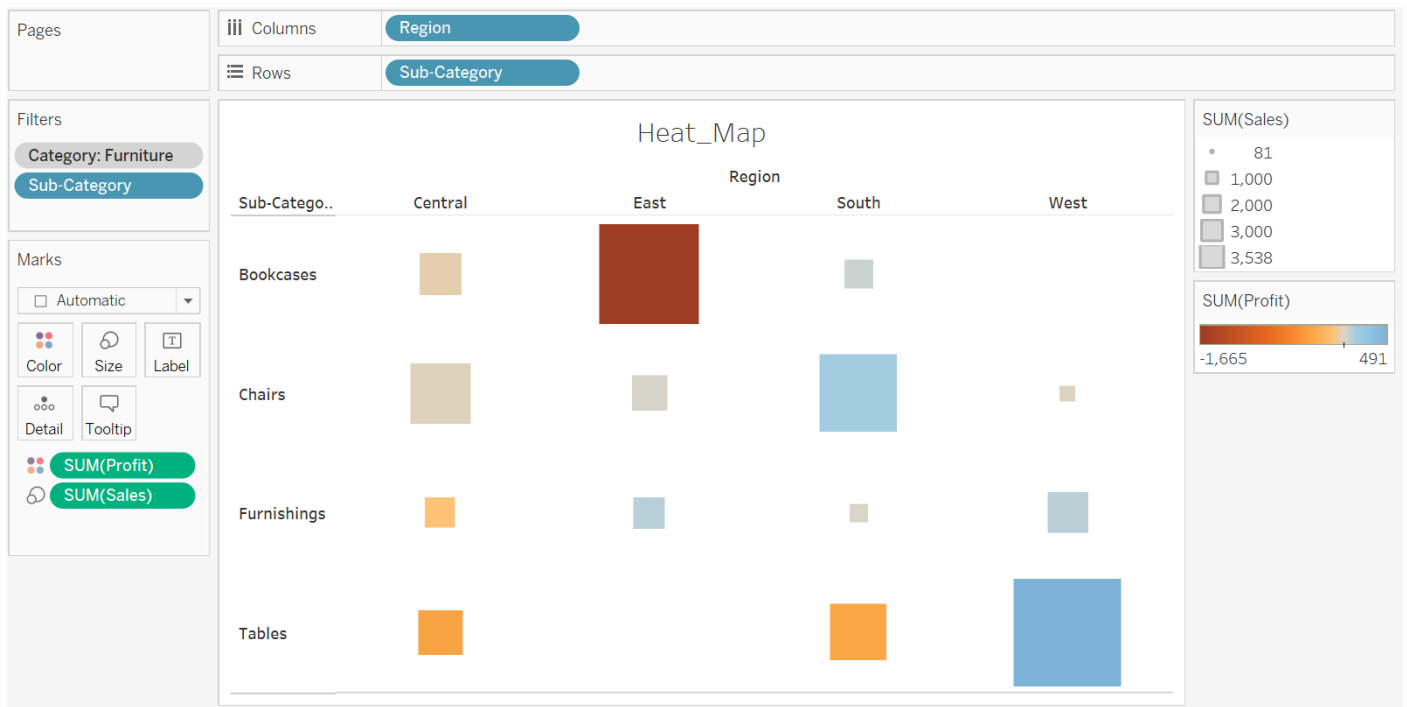 Pages
Columns
Region
Rows
Sub-Category
Filters
Category: Furniture
Sub-Category
Marks
Automatic
Color
Size
T
Label
Detail
Tooltip
SUM(Profit)
SUM(Sales)
Heat_Map
Region
Sub-Catego..
Central
East
South
West
Bookcases
Chairs
Furnishings
Tables
SUM(Sales)
81
1,000
2,000
3,000
3,538
SUM(Profit)
-1,665
491